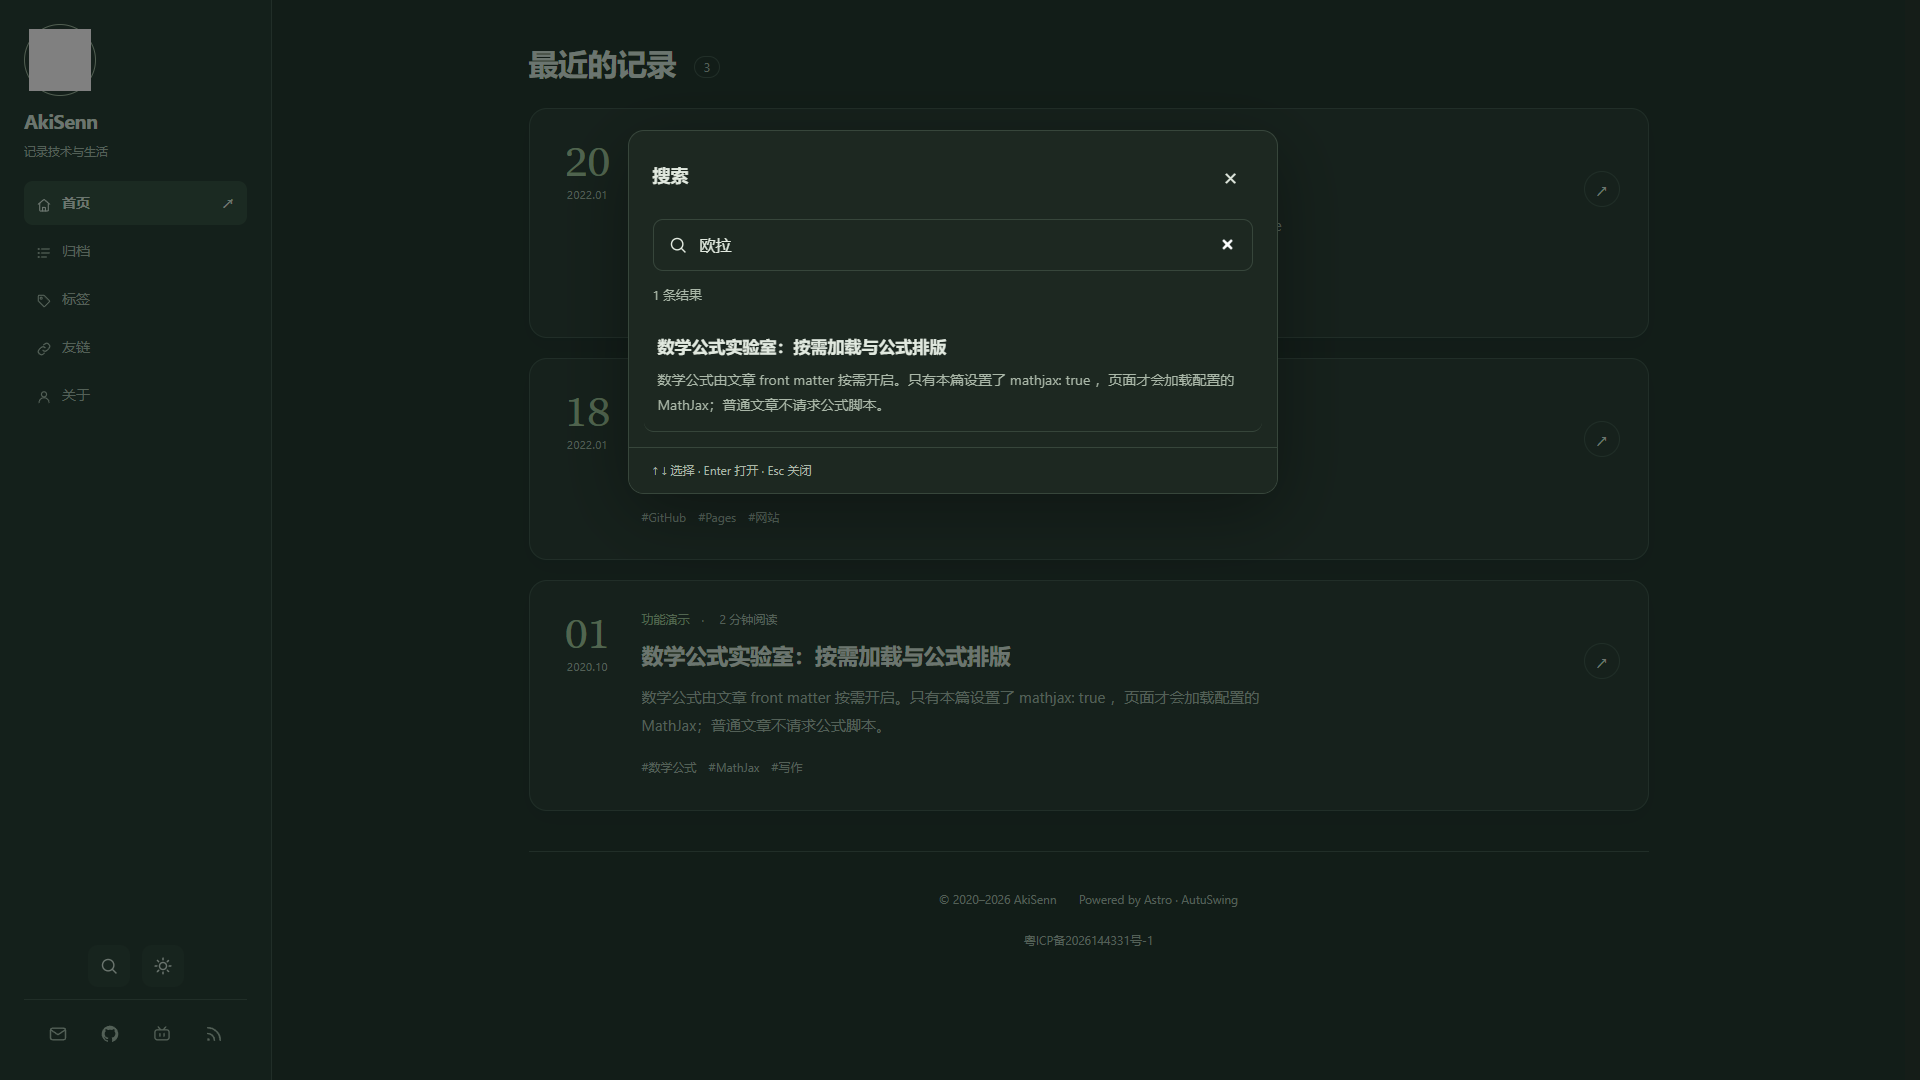 AkiSenn
记录技术与生活
首页
归档
标签
友链
关于
最近的记录 3
20
2022.01
搜索
欧拉
1 条结果
数学公式实验室：按需加载与公式排版
数学公式由文章 front matter 按需开启。只有本篇设置了 mathjax: true ，页面才会加载配置的
MathJax；普通文章不请求公式脚本。
↑↓ 选择 · Enter 打开 · Esc 关闭
18
2022.01
#GitHub #Pages #网站
01
2020.10
功能演示 · 2 分钟阅读
数学公式实验室：按需加载与公式排版
数学公式由文章 front matter 按需开启。只有本篇设置了 mathjax: true ，页面才会加载配置的
MathJax；普通文章不请求公式脚本。
#数学公式 #MathJax #写作
© 2020–2026 AkiSenn Powered by Astro · AutuSwing
粤ICP备2026144331号-1